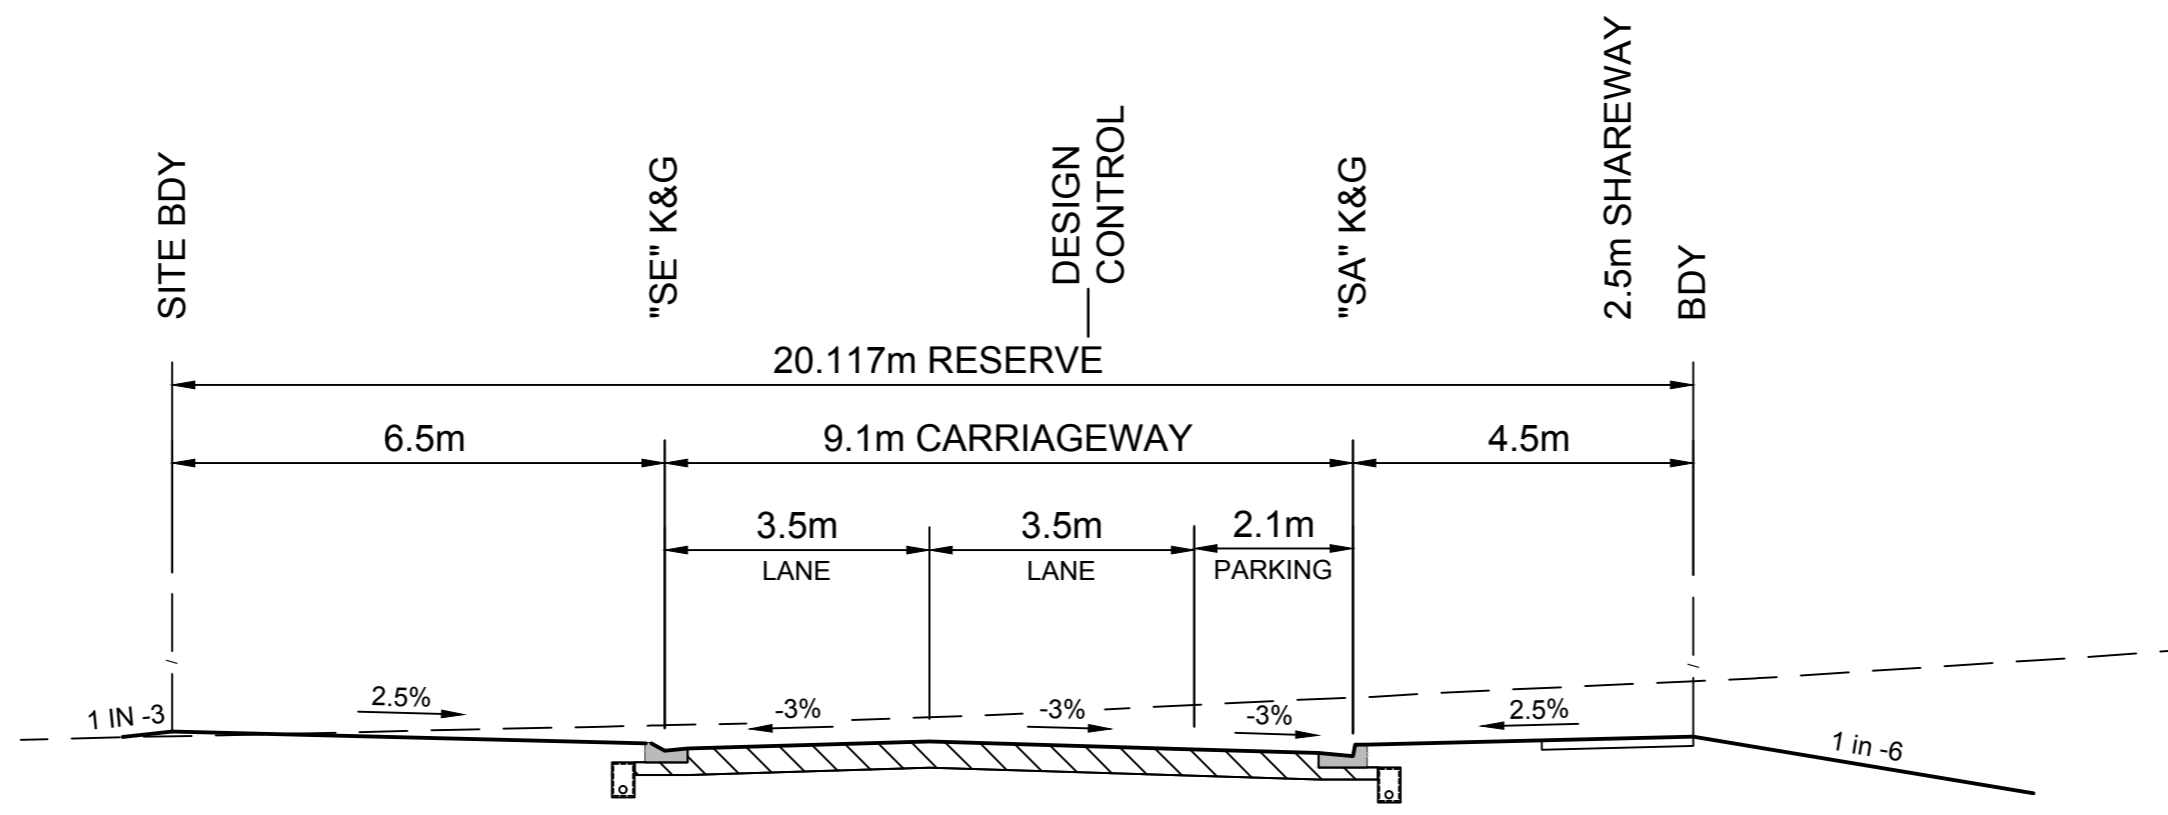 SITE BDY
"SE" K&G
DESIGN
CONTROL
"SA" K&G
2.5m SHAREWAY
BDY
20.117m RESERVE
6.5m
9.1m CARRIAGEWAY
4.5m
3.5m
LANE
3.5m
LANE
2.1m
PARKING
1 IN -3
2.5%
-3%
-3%
-3%
2.5%
1 in -6